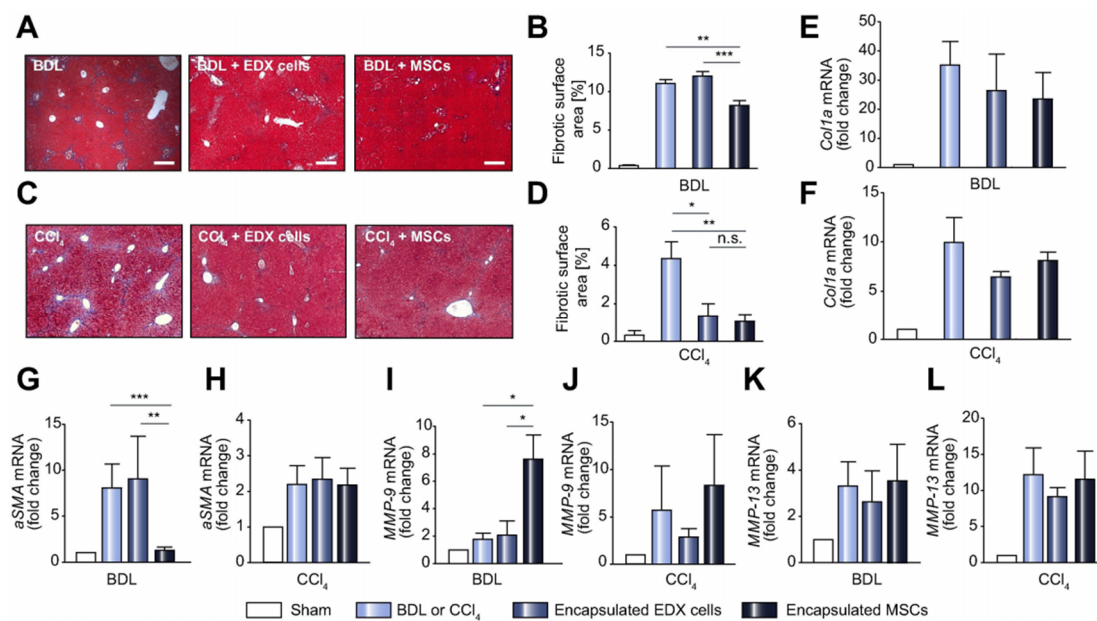 A
BDL
BDL + EDX cells
BDL + MSCs
B
Fibrotic surface
area [%]
15
10
5
0
**
***
BDL
E
Col1a mRNA
(fold change)
50
40
30
20
10
0
BDL
C
CCl4
CCl4 + EDX cells
CCl4 + MSCs
D
Fibrotic surface
area [%]
6
4
2
0
*
**
n.s.
CCl4
F
Col1a mRNA
(fold change)
15
10
5
0
CCl4
G
aSMA mRNA
(fold change)
15
10
5
0
***
**
BDL
H
aSMA mRNA
(fold change)
4
3
2
1
0
CCl4
I
MMP-9 mRNA
(fold change)
10
8
6
4
2
0
*
*
BDL
J
MMP-9 mRNA
(fold change)
15
10
5
0
CCl4
K
MMP-13 mRNA
(fold change)
6
4
2
0
BDL
L
MMP-13 mRNA
(fold change)
20
15
10
5
0
CCl4
Sham
BDL or CCl4
Encapsulated EDX cells
Encapsulated MSCs